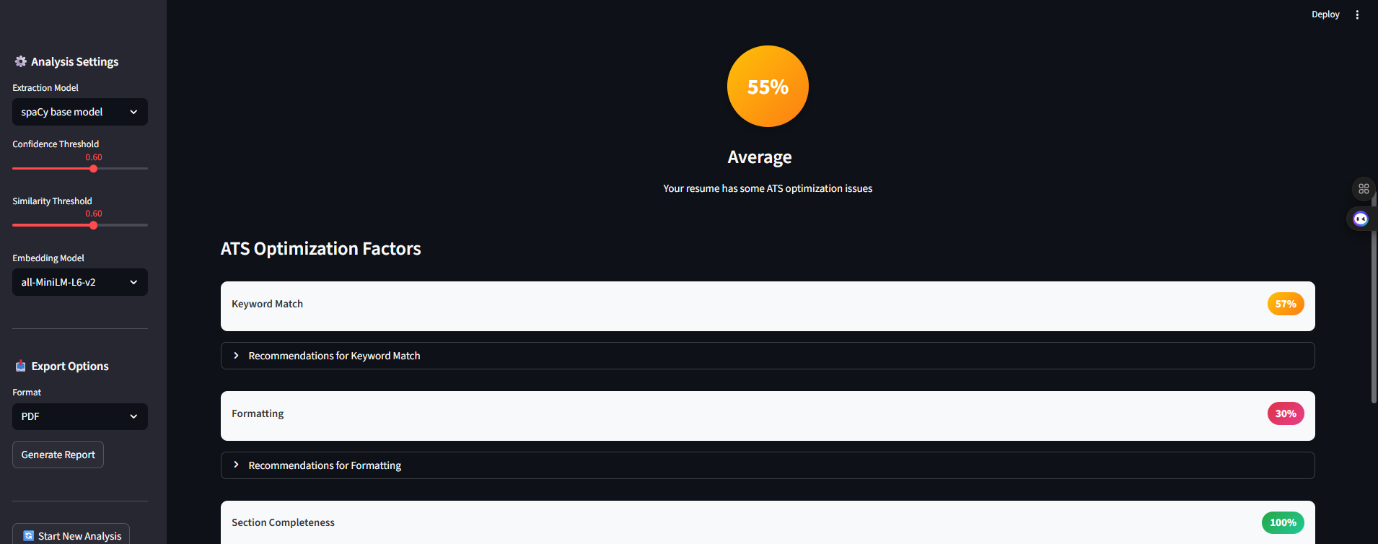 Deploy
Analysis Settings
Extraction Model
spaCy base model
Confidence Threshold
0.60
Similarity Threshold
0.60
Embedding Model
all-MiniLM-L6-v2
Export Options
Format
PDF
Generate Report
Start New Analysis
55%
Average
Your resume has some ATS optimization issues
ATS Optimization Factors
Keyword Match
57%
Recommendations for Keyword Match
Formatting
30%
Recommendations for Formatting
Section Completeness
100%